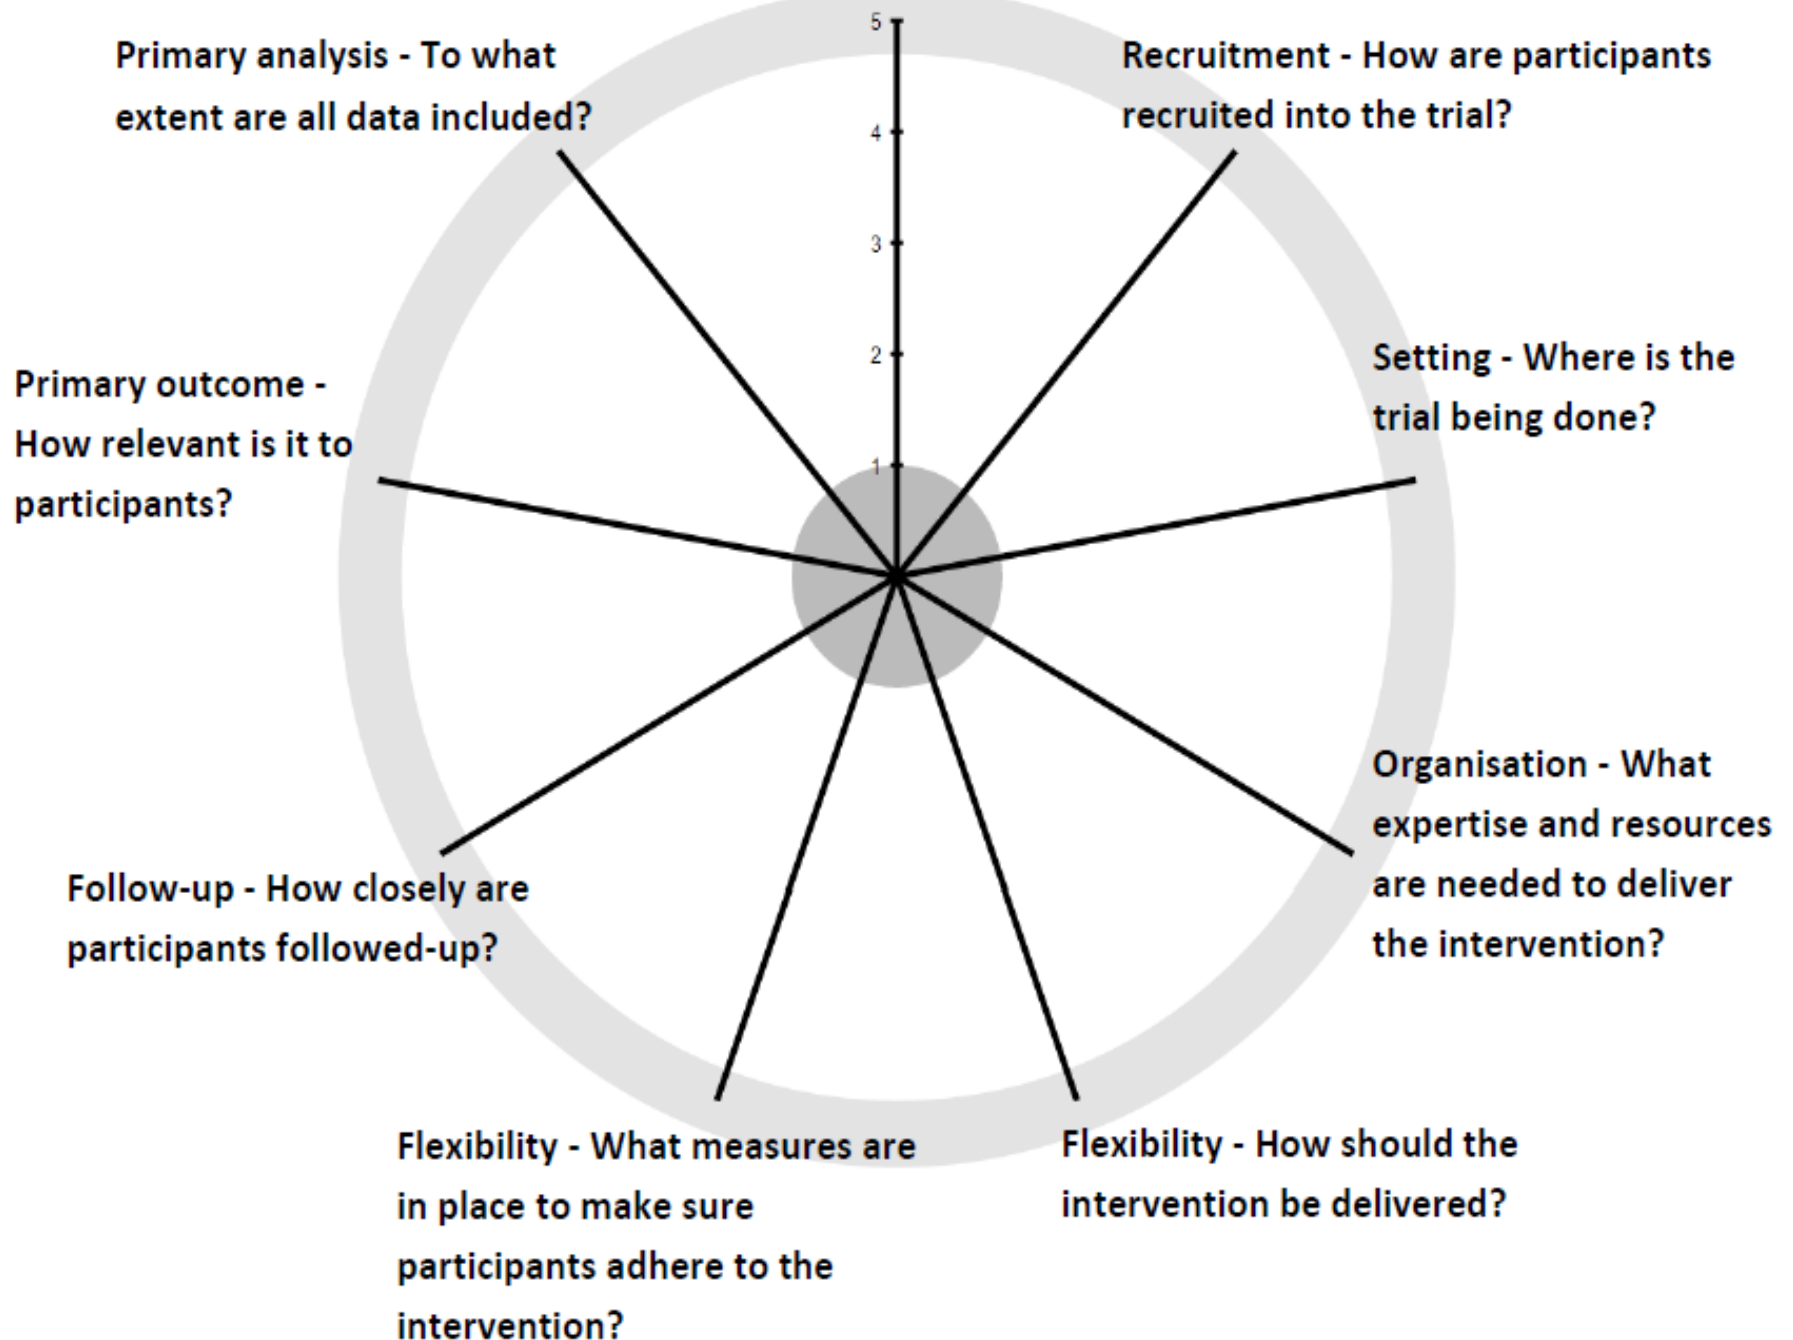 Primary analysis - To what
extent are all data included?
5
4
3
2
1
Recruitment - How are participants
recruited into the trial?
Setting - Where is the
trial being done?
Primary outcome -
How relevant is it to
participants?
Organisation - What
expertise and resources
are needed to deliver
the intervention?
Follow-up - How closely are
participants followed-up?
Flexibility - What measures are
in place to make sure
participants adhere to the
intervention?
Flexibility - How should the
intervention be delivered?